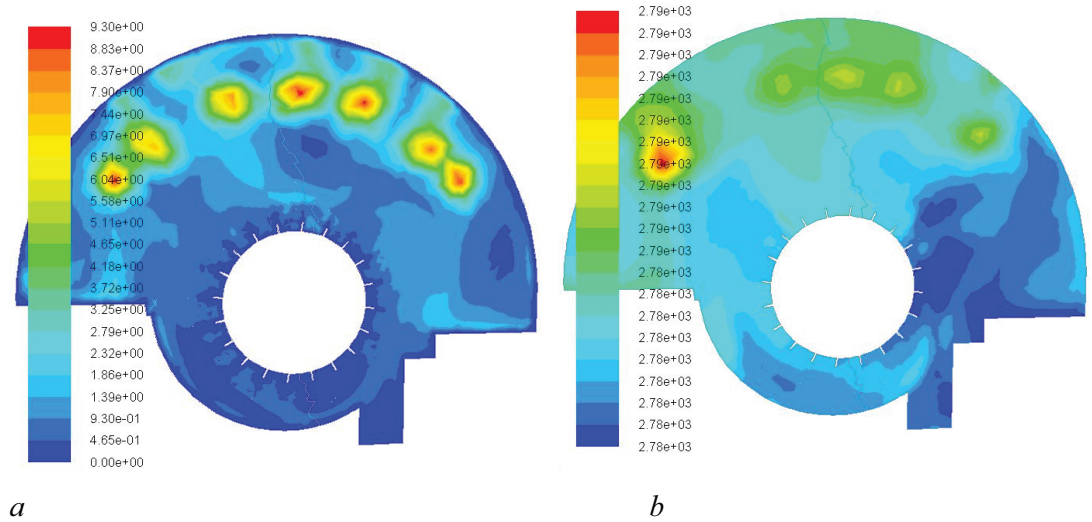 9.30e+00
8.83e+00
8.37e+00
7.90e+00
7.44e+00
6.97e+00
6.51e+00
6.04e+00
5.58e+00
5.11e+00
4.65e+00
4.18e+00
3.72e+00
3.25e+00
2.79e+00
2.32e+00
1.86e+00
1.39e+00
9.30e-01
4.65e-01
0.00e+00
a
2.79e+03
2.79e+03
2.79e+03
2.79e+03
2.79e+03
2.79e+03
2.79e+03
2.79e+03
2.79e+03
2.79e+03
2.79e+03
2.79e+03
2.78e+03
2.78e+03
2.78e+03
2.78e+03
2.78e+03
2.78e+03
2.78e+03
2.78e+03
2.78e+03
b